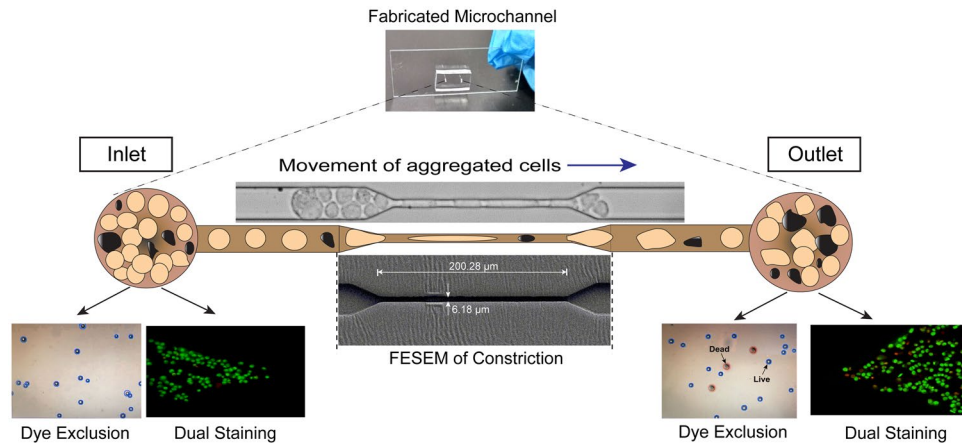 Fabricated Microchannel
Inlet
Outlet
Movement of aggregated cells
200.28 µm
6.18 µm
FESEM of Constriction
Dead
Live
Dye Exclusion
Dual Staining
Dye Exclusion
Dual Staining